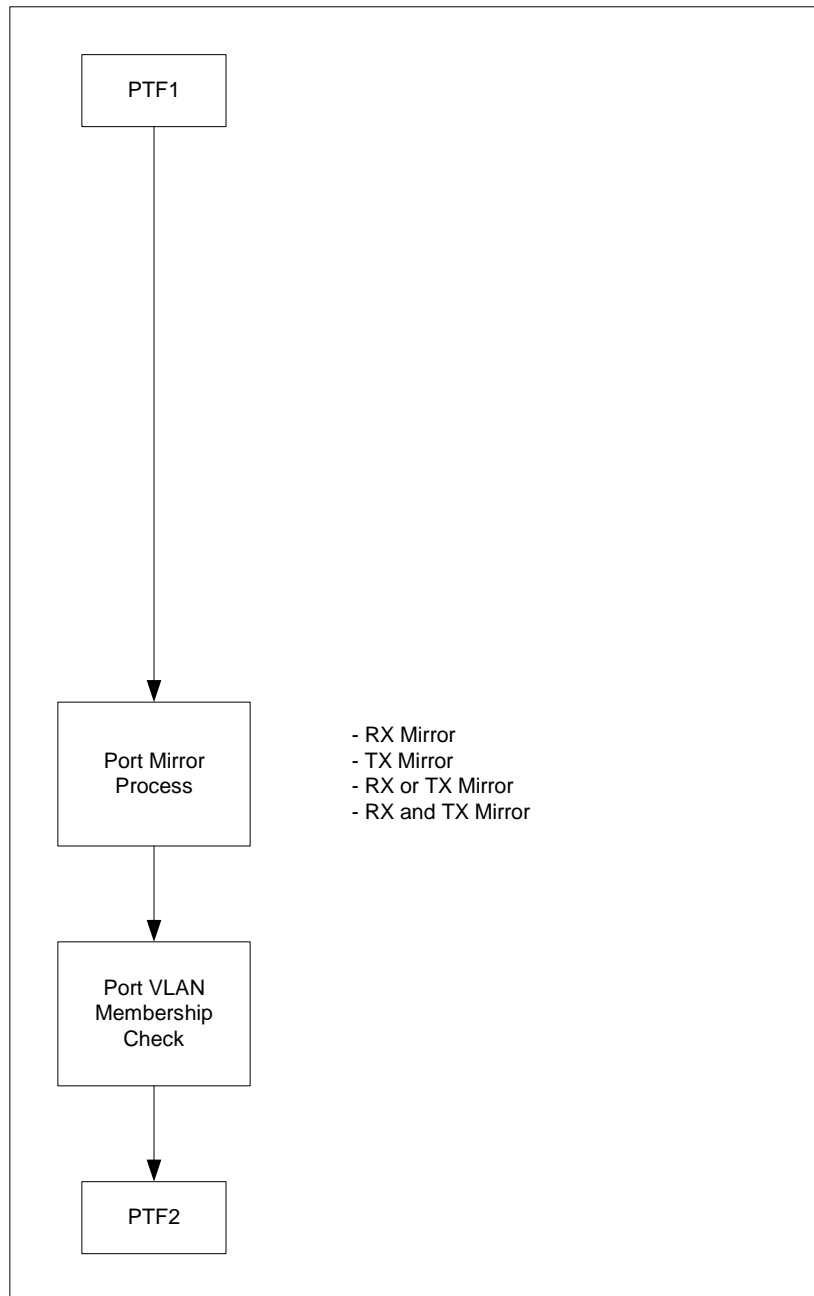 PTF1
Port Mirror
Process
- RX Mirror
- TX Mirror
- RX or TX Mirror
- RX and TX Mirror
Port VLAN
Membership
Check
PTF2